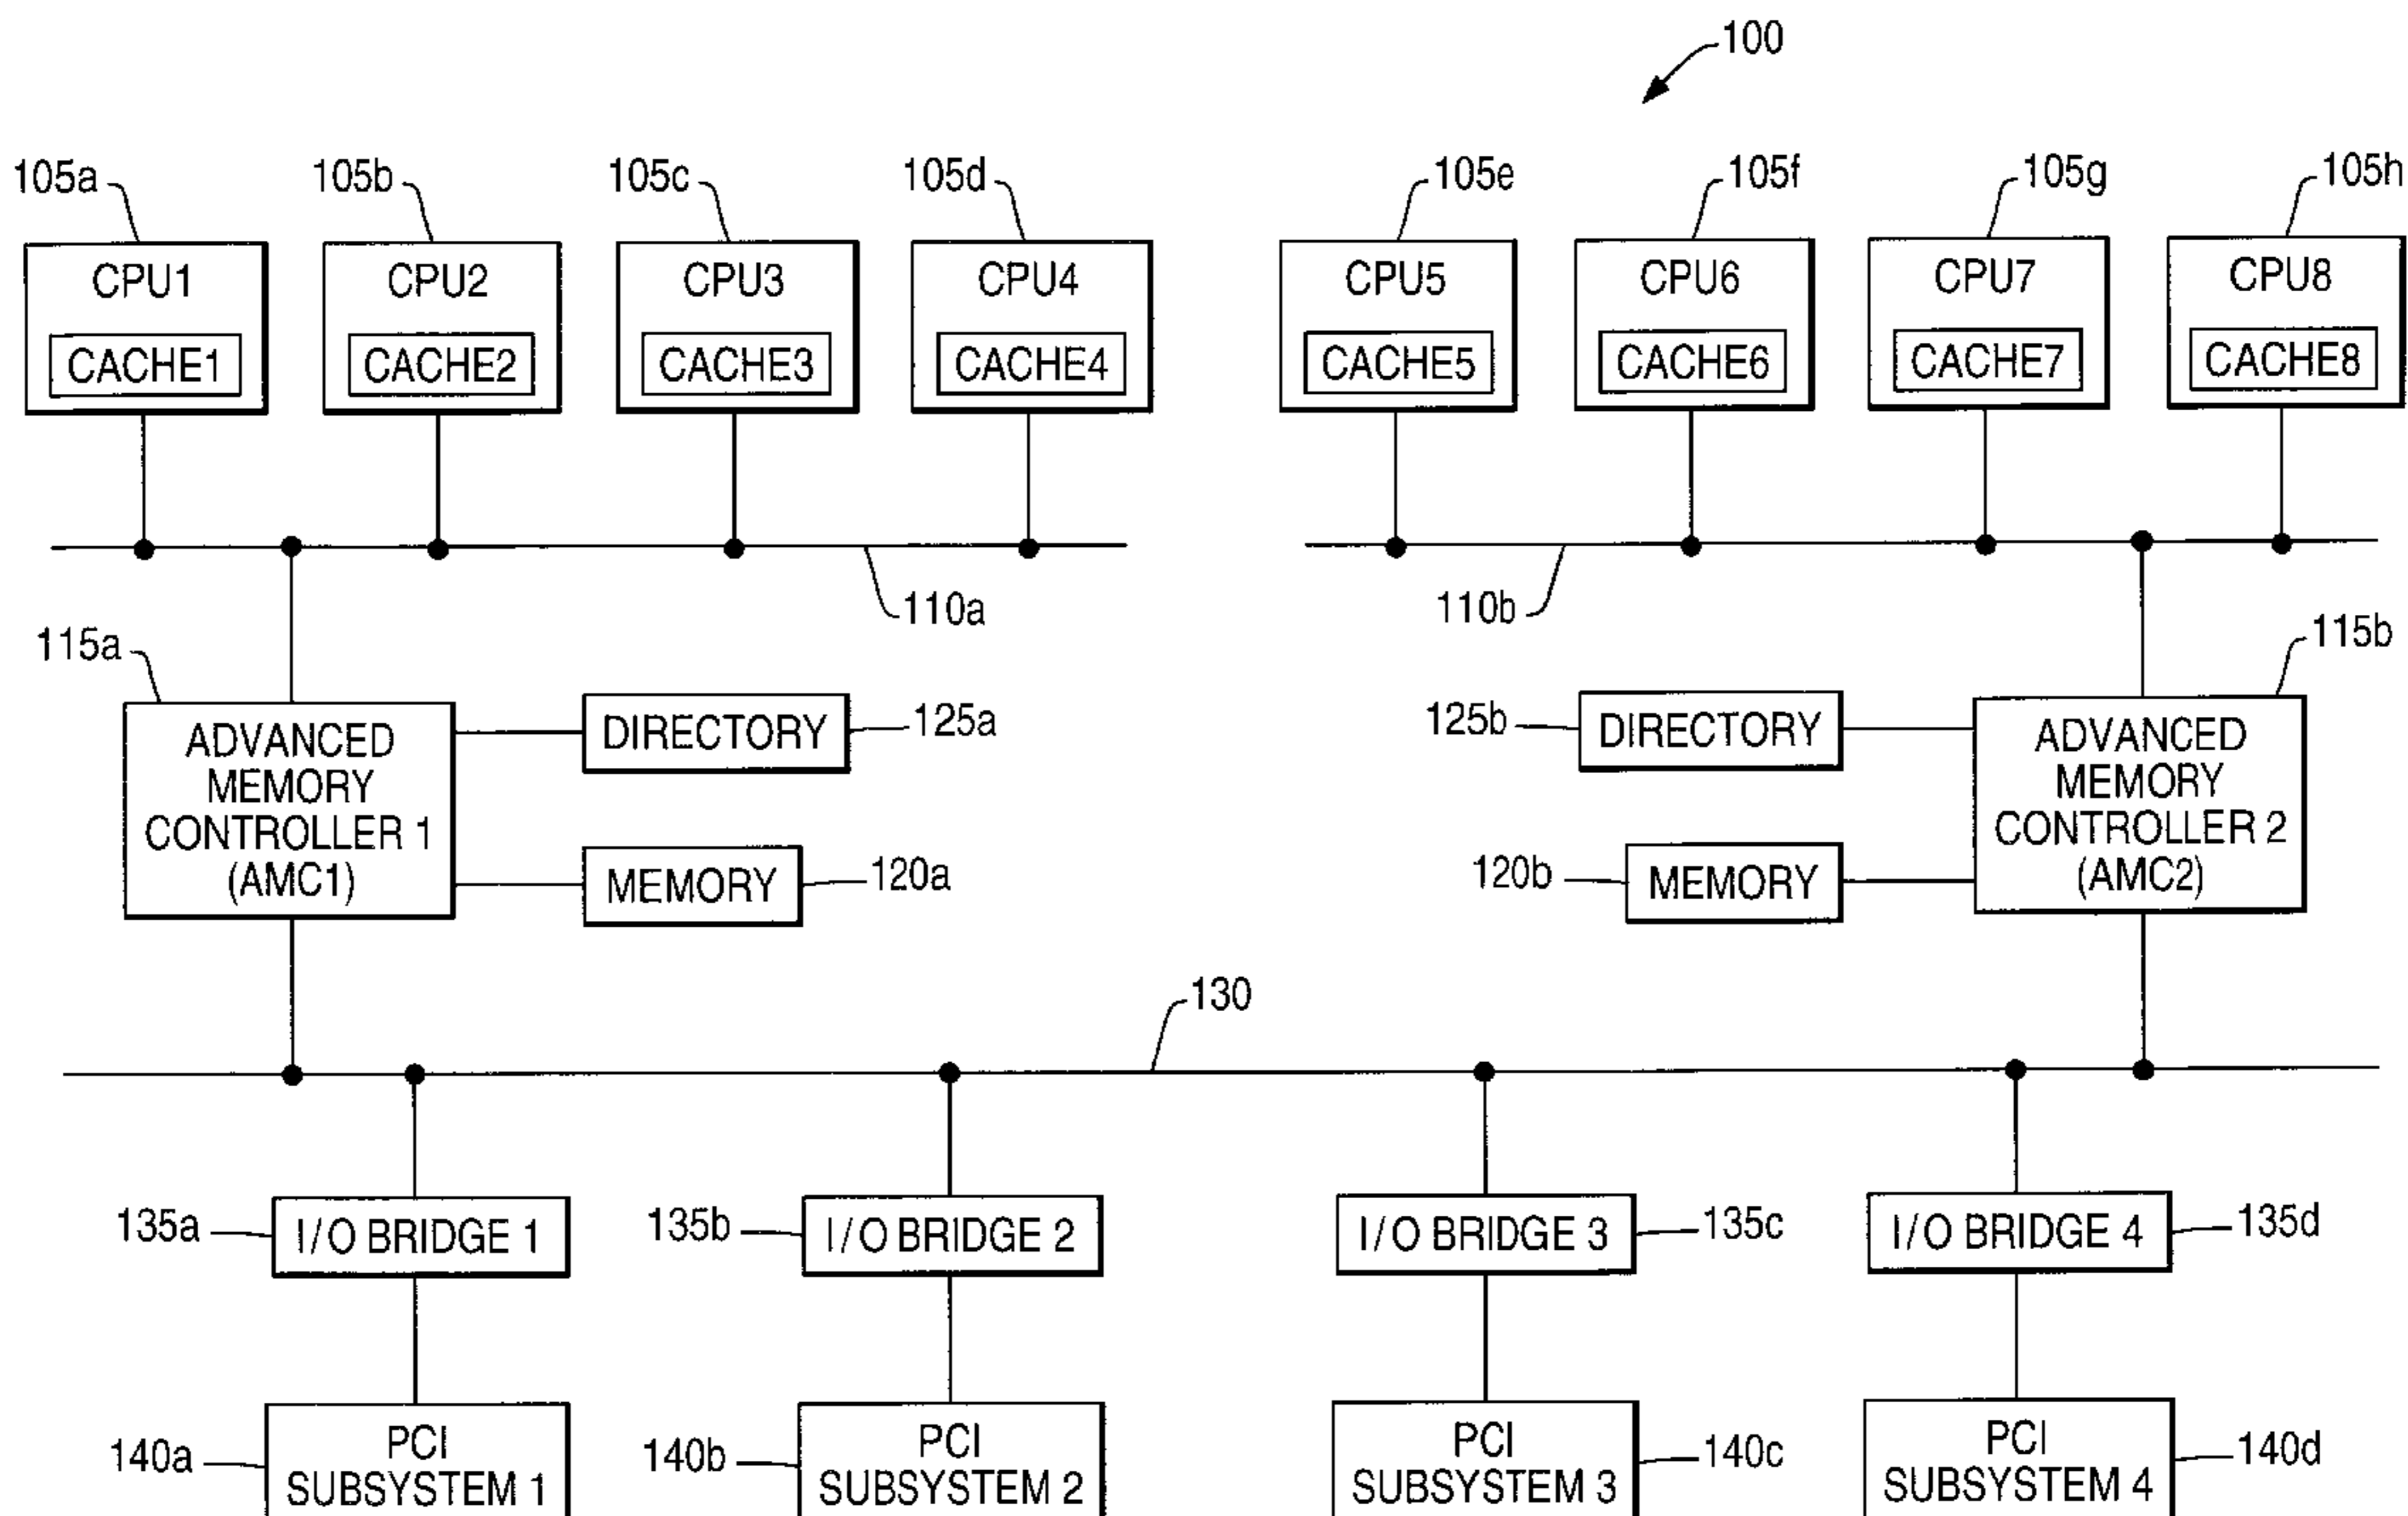 100
105a
105b
105c
105d
105e
105f
105g
105h
CPU1
CPU2
CPU3
CPU4
CPU5
CPU6
CPU7
CPU8
CACHE1
CACHE2
CACHE3
CACHE4
CACHE5
CACHE6
CACHE7
CACHE8
110a
110b
115a
115b
ADVANCED
MEMORY
CONTROLLER 1
(AMC1)
DIRECTORY
125a
MEMORY
120a
125b
DIRECTORY
120b
MEMORY
ADVANCED
MEMORY
CONTROLLER 2
(AMC2)
130
135a
I/O BRIDGE 1
135b
I/O BRIDGE 2
I/O BRIDGE 3
135c
I/O BRIDGE 4
135d
140a
PCI
SUBSYSTEM 1
140b
PCI
SUBSYSTEM 2
PCI
SUBSYSTEM 3
140c
PCI
SUBSYSTEM 4
140d